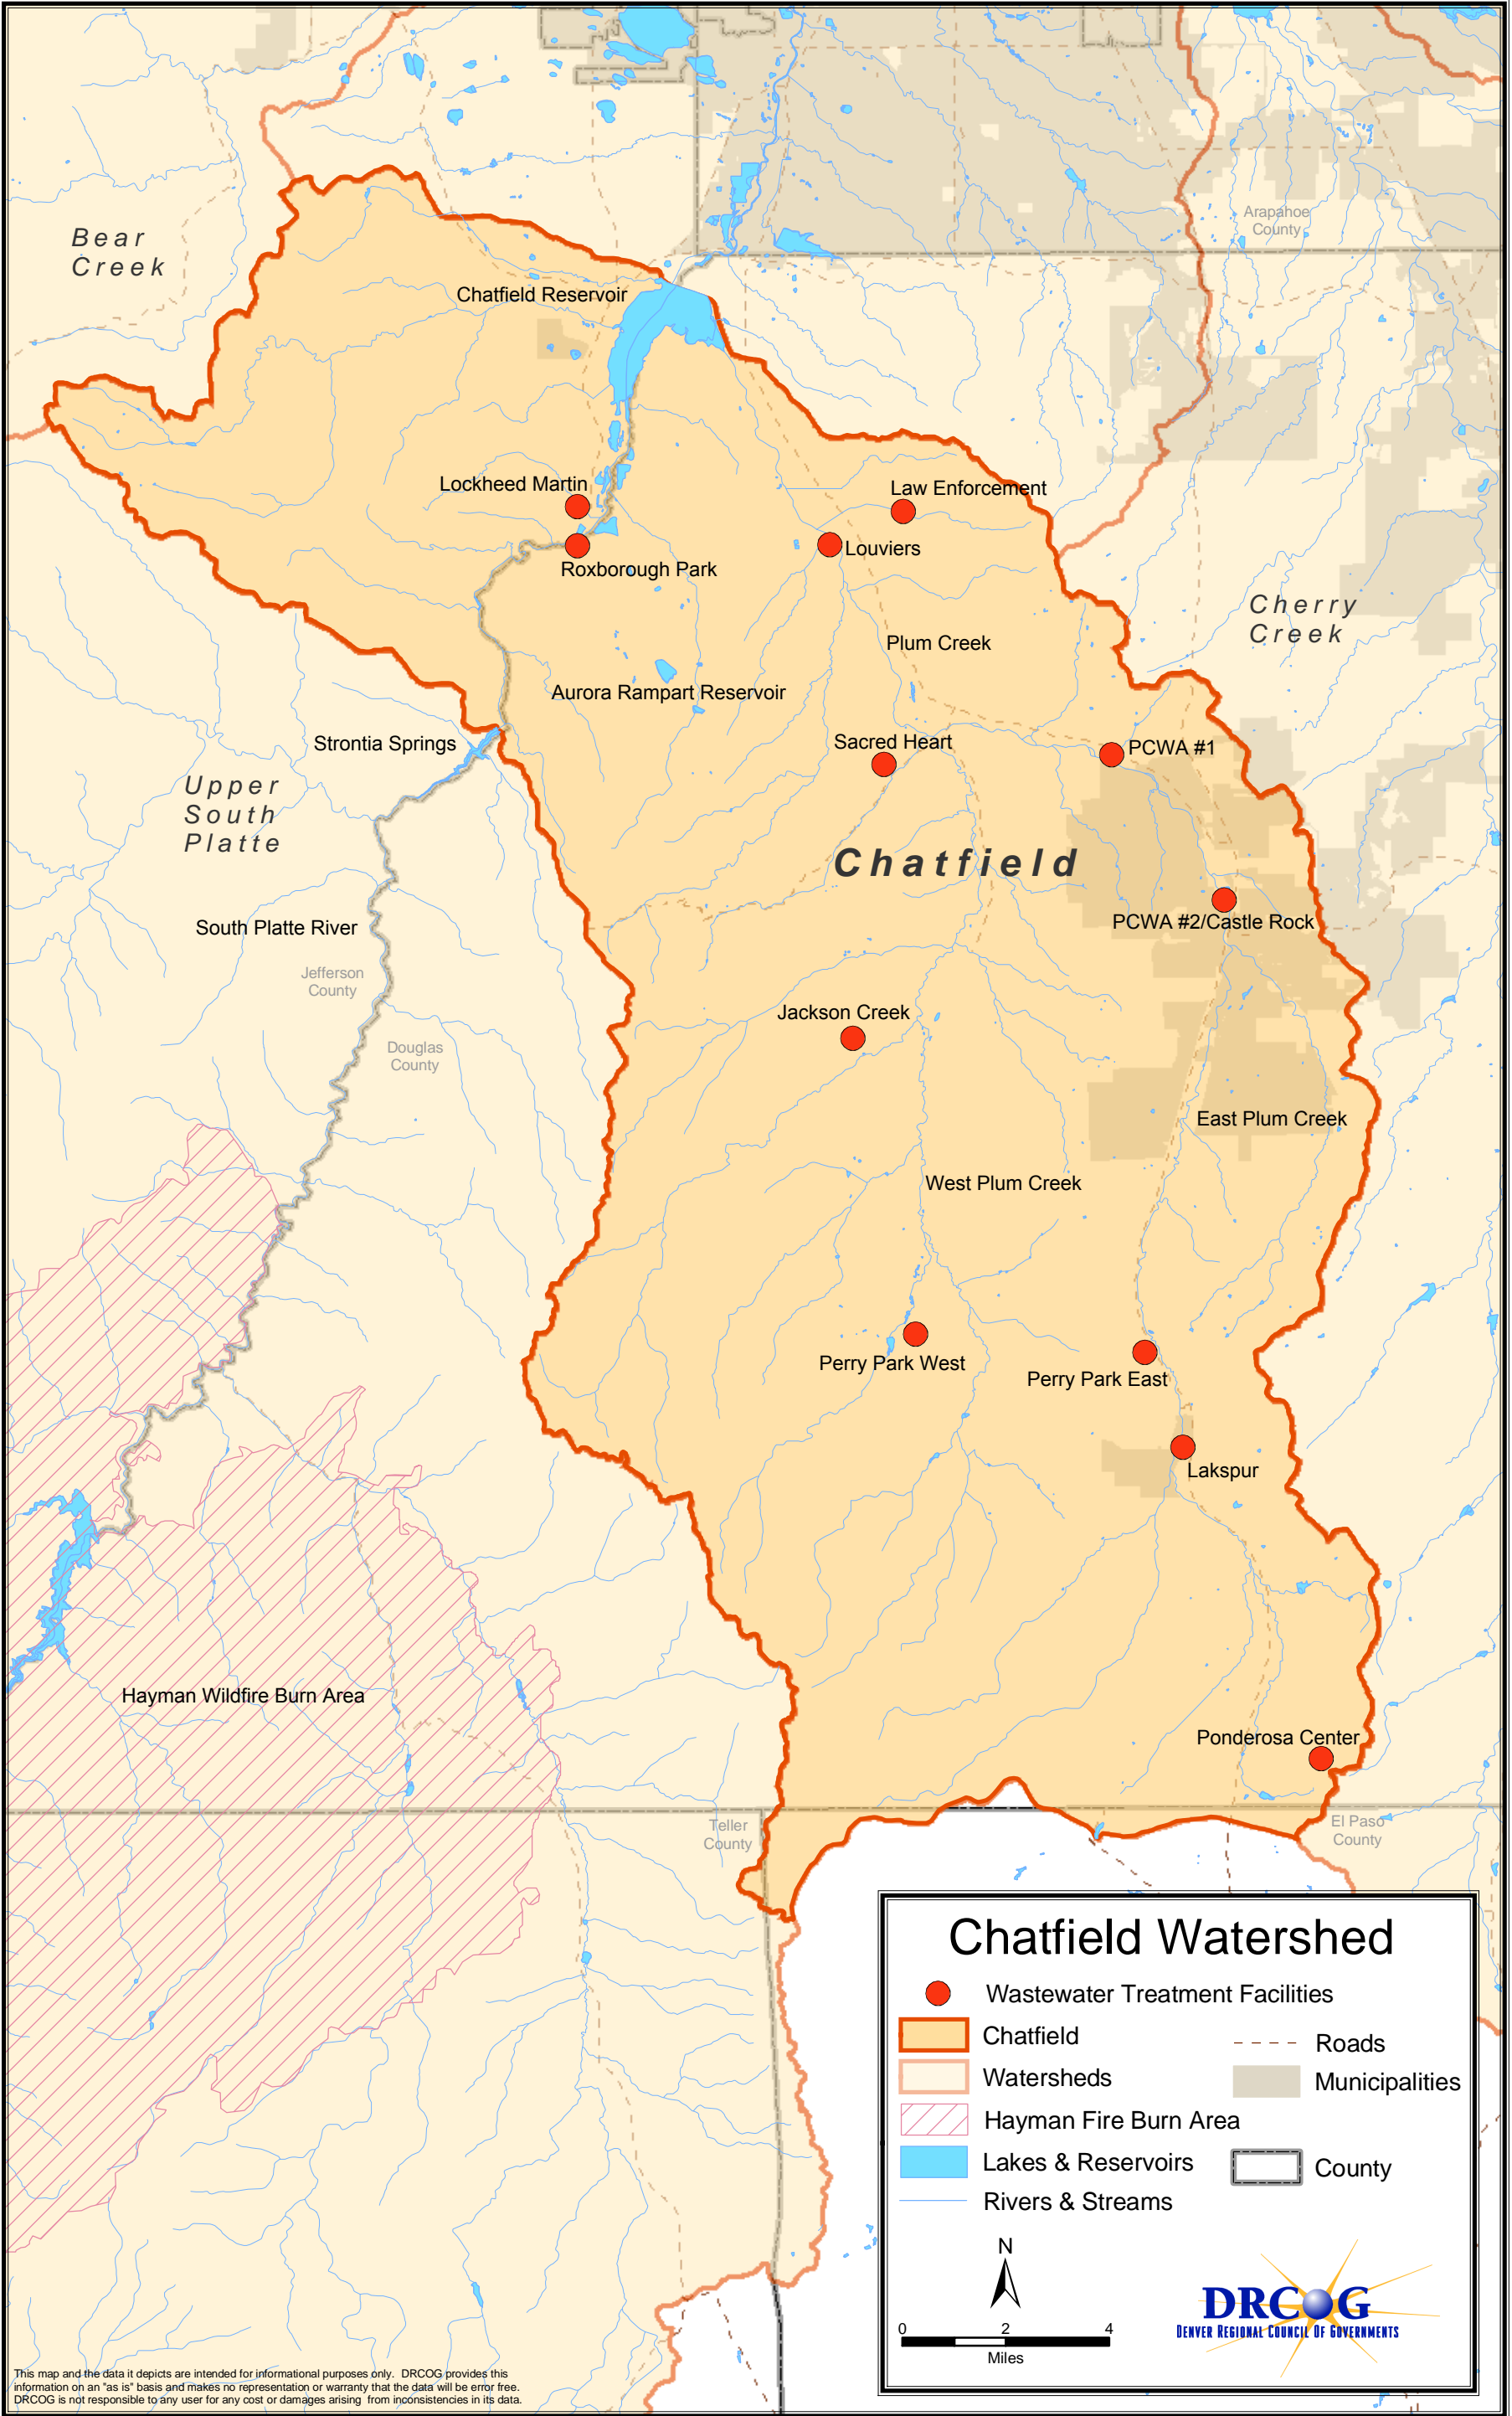 Arapahoe
County
Bear
Creek
Chatfield Reservoir
Lockheed Martin
Law Enforcement
Louviers
Roxborough Park
Cherry
Creek
Plum Creek
Aurora Rampart Reservoir
Strontia Springs
Sacred Heart
PCWA #1
Upper
South
Platte
Chatfield
South Platte River
PCWA #2/Castle Rock
Jefferson
County
Jackson Creek
Douglas
County
East Plum Creek
West Plum Creek
Perry Park West
Perry Park East
Lakspur
Hayman Wildfire Burn Area
Ponderosa Center
Teller
County
El Paso
County
Chatfield Watershed
Wastewater Treatment Facilities
Chatfield
Roads
Watersheds
Municipalities
Hayman Fire Burn Area
Lakes & Reservoirs
County
Rivers & Streams
N
0 2 4
Miles
DRCOG
DENVER REGIONAL COUNCIL OF GOVERNMENTS
This map and the data it depicts are intended for informational purposes only. DRCOG provides this
information on an "as is" basis and makes no representation or warranty that the data will be error free.
DRCOG is not responsible to any user for any cost or damages arising from inconsistencies in its data.